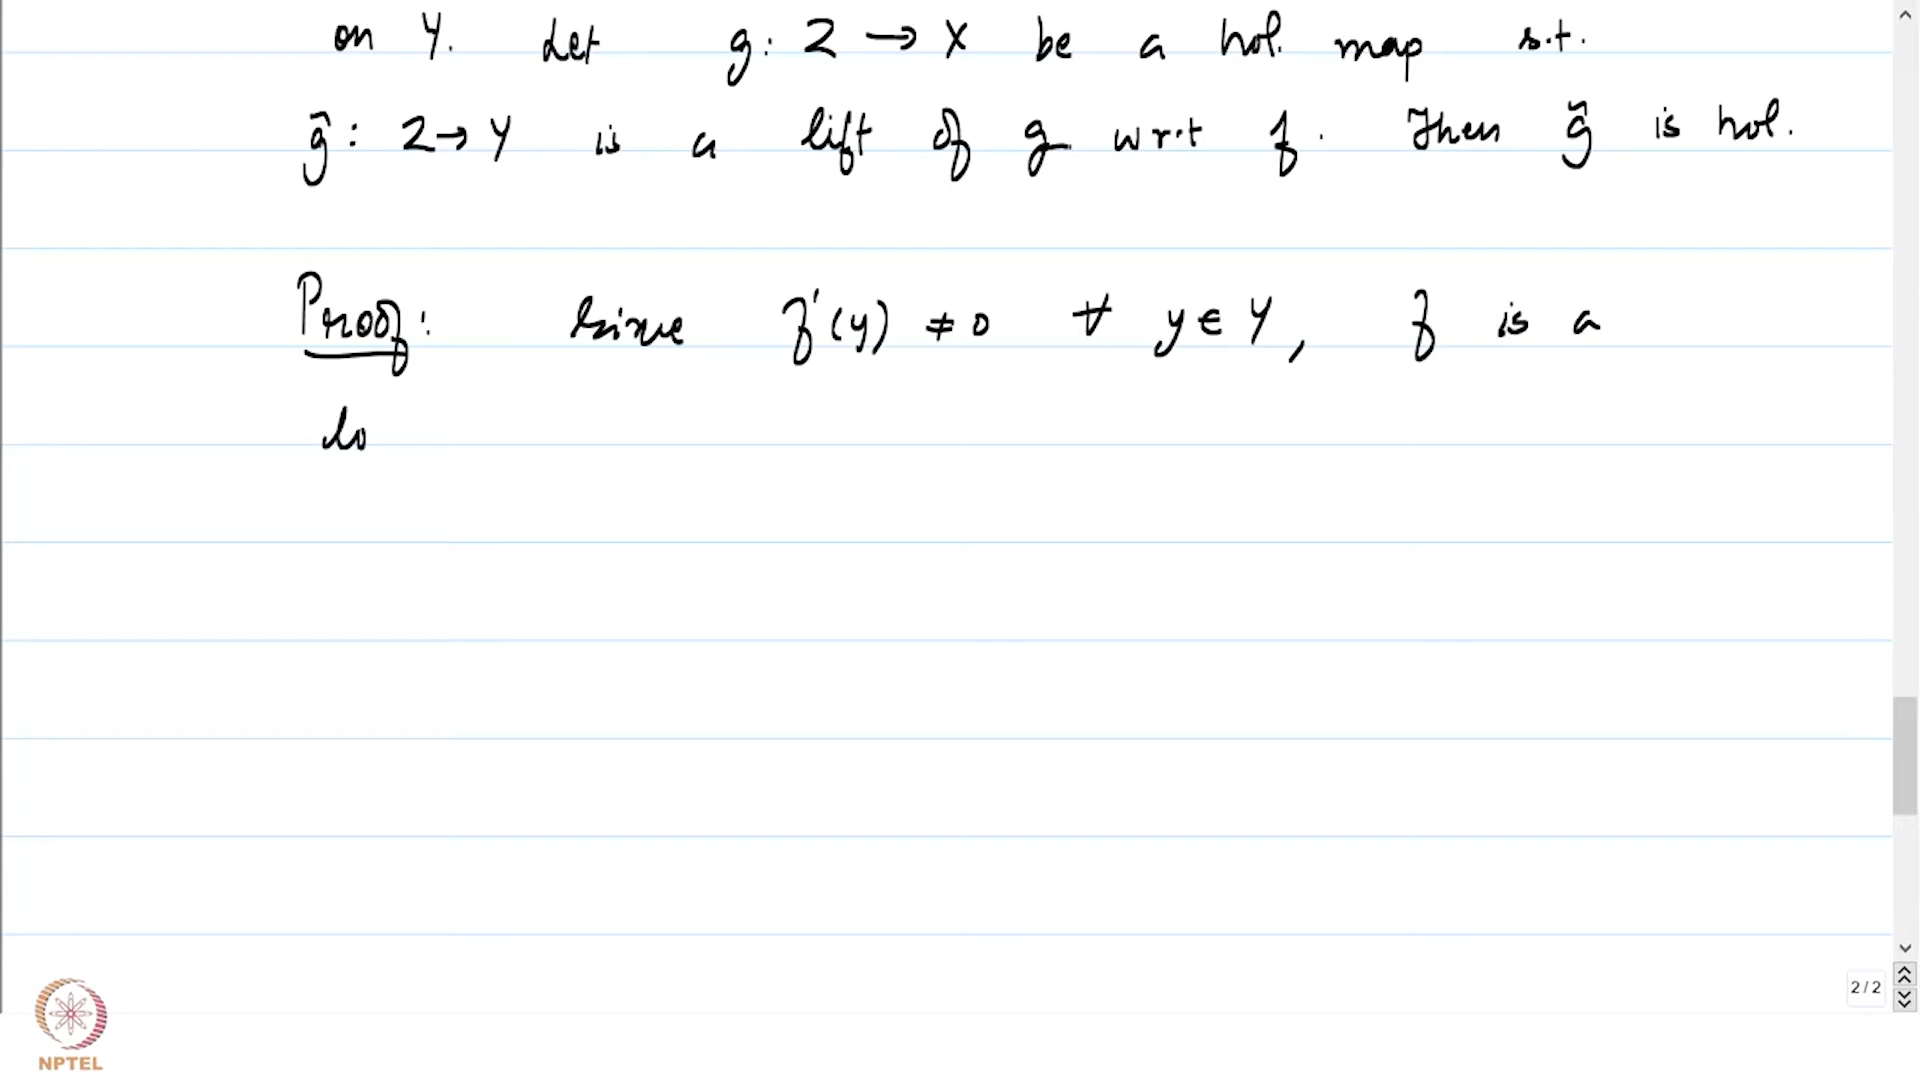 on Y. Let g: Z → X be a hol. map s.t.
g̃: Z → Y is a lift of g w r.t f. Then g̃ is hol.
Proof: Since f'(y) ≠ 0 ∀ y ∈ Y, f is a
lo
2 / 2
NPTEL